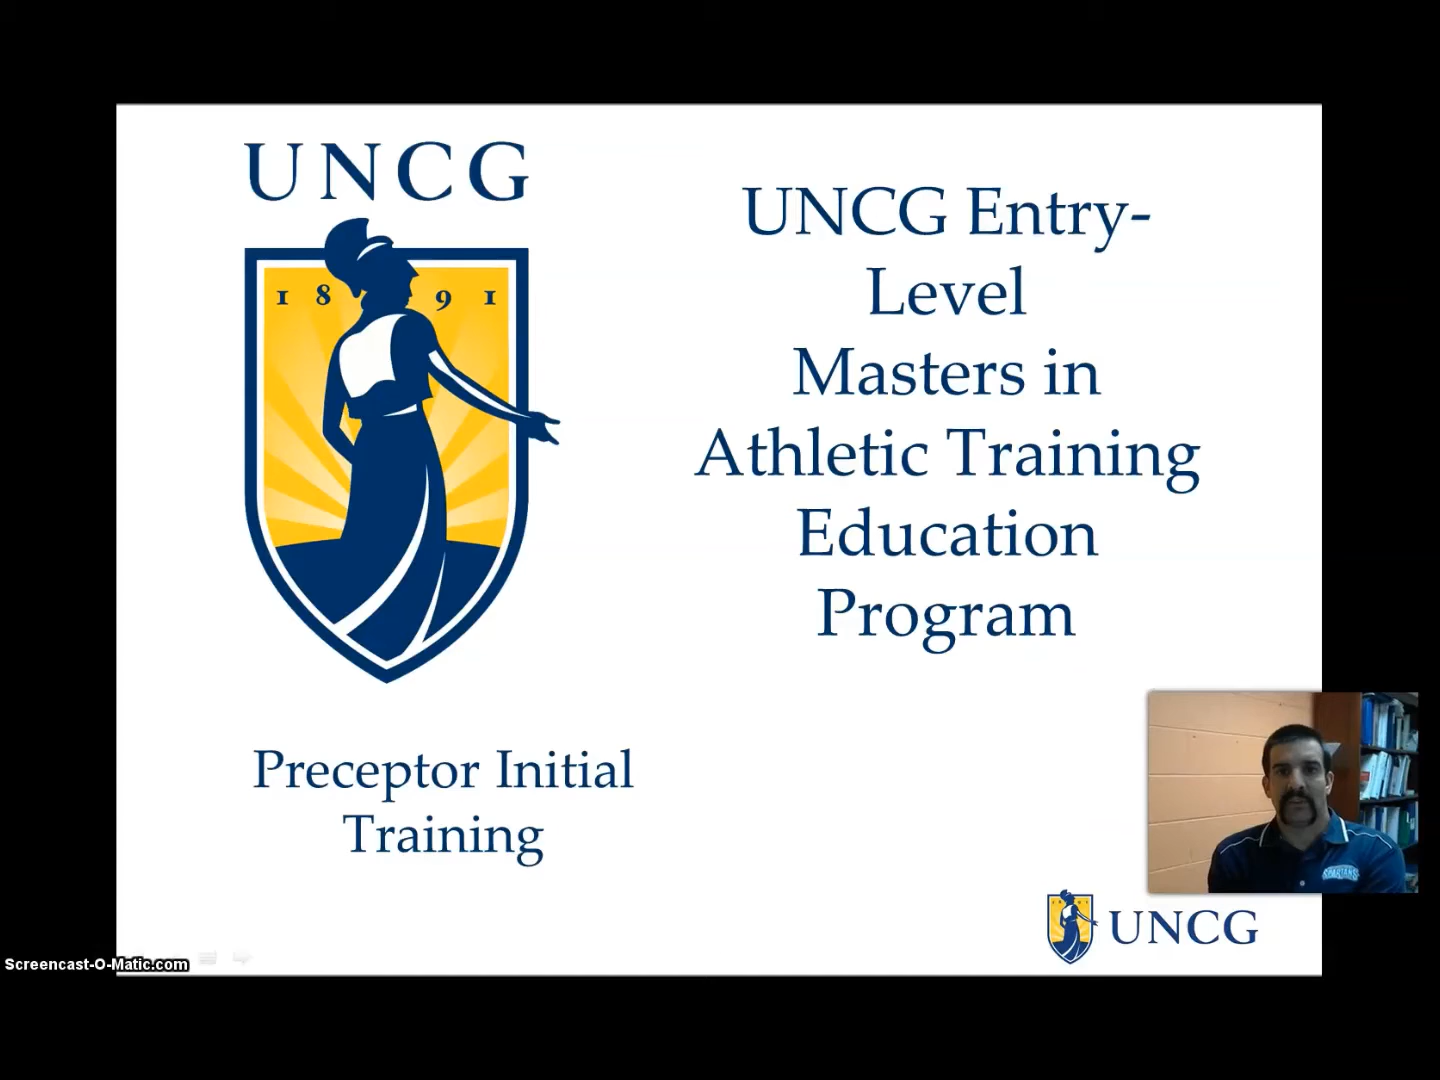 UNCG
1 8 9 1
UNCG Entry-
Level
Masters in
Athletic Training
Education
Program
Preceptor Initial
Training
SPARTANS
UNCG
Screencast-O-Matic.com